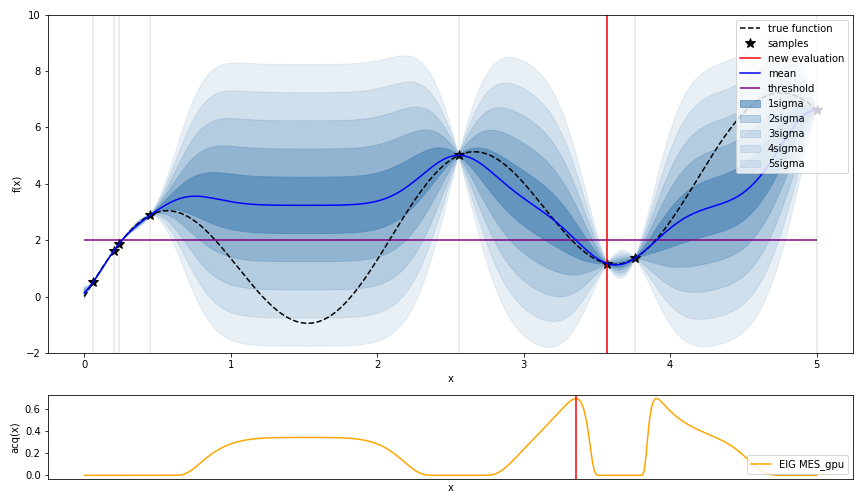 10
8
6
4
2
0
−2
f(x)
true function
samples
new evaluation
mean
threshold
1sigma
2sigma
3sigma
4sigma
5sigma
0 1 2 3 4 5
x
0.6
0.4
0.2
0.0
acq(x)
EIG MES_gpu
x